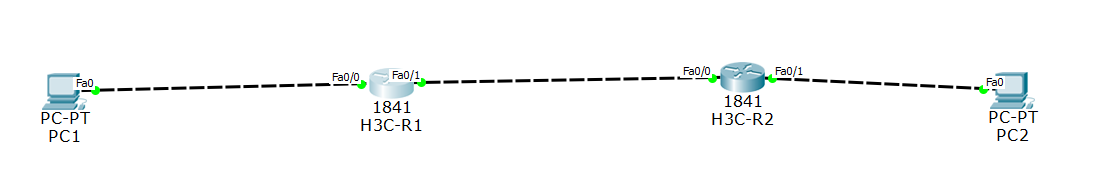 Fa0
PC-PT
PC1
Fa0/0
Fa0/1
1841
H3C-R1
Fa0/0
Fa0/1
1841
H3C-R2
Fa0
PC-PT
PC2